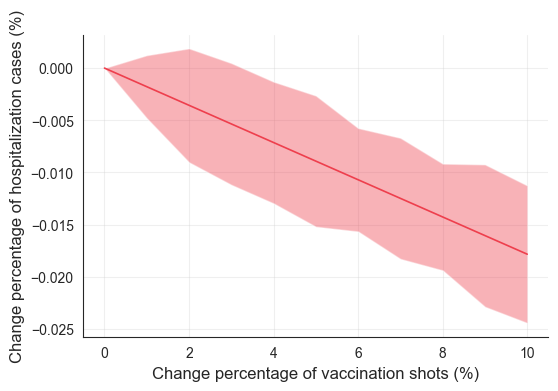 Change percentage of hospitalization cases (%)
0.000
−0.005
−0.010
−0.015
−0.020
−0.025
0 2 4 6 8 10
Change percentage of vaccination shots (%)